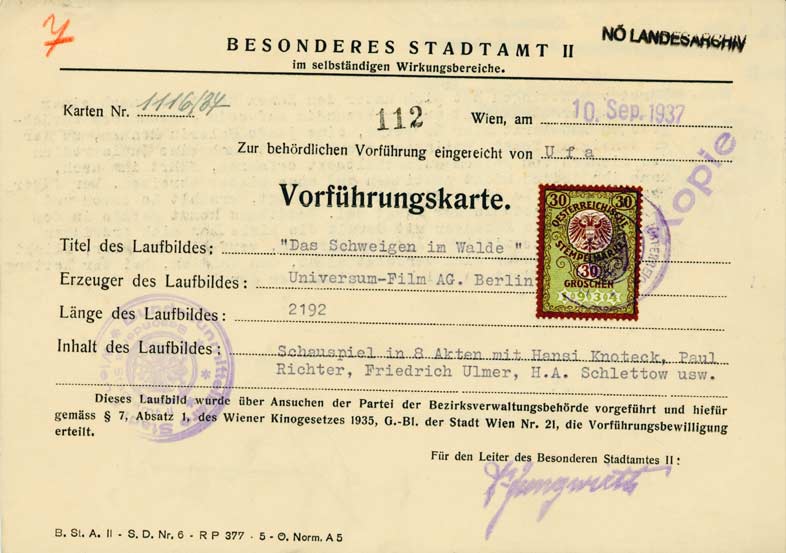 7
NÖ LANDESARCHIV
BESONDERES STADTAMT II
im selbständigen Wirkungsbereiche.
Karten Nr. 1116/34
112
Wien, am 10. Sep. 1937
Zur behördlichen Vorführung eingereicht von Ufa
Kopie
Vorführungskarte.
30 30
OESTERREICHISCHE
STEMPELMARKE
30
GROSCHEN
Titel des Laufbildes: "Das Schweigen im Walde "
Erzeuger des Laufbildes: Universum-Film AG. Berlin
Länge des Laufbildes: 2192
Inhalt des Laufbildes: Schauspiel in 8 Akten mit Hansi Knoteck, Paul
Richter, Friedrich Ulmer, H.A. Schlettow usw.
Dieses Laufbild wurde über Ansuchen der Partei der Bezirksverwaltungsbehörde vorgeführt und hiefür
gemäss § 7, Absatz 1, des Wiener Kinogesetzes 1935, G.-Bl. der Stadt Wien Nr. 21, die Vorführungsbewilligung
erteilt.
Für den Leiter des Besonderen Stadtamtes II:
B. St. A. II - S. D. Nr. 6 - R P 377 - 5 - Ö. Norm. A 5